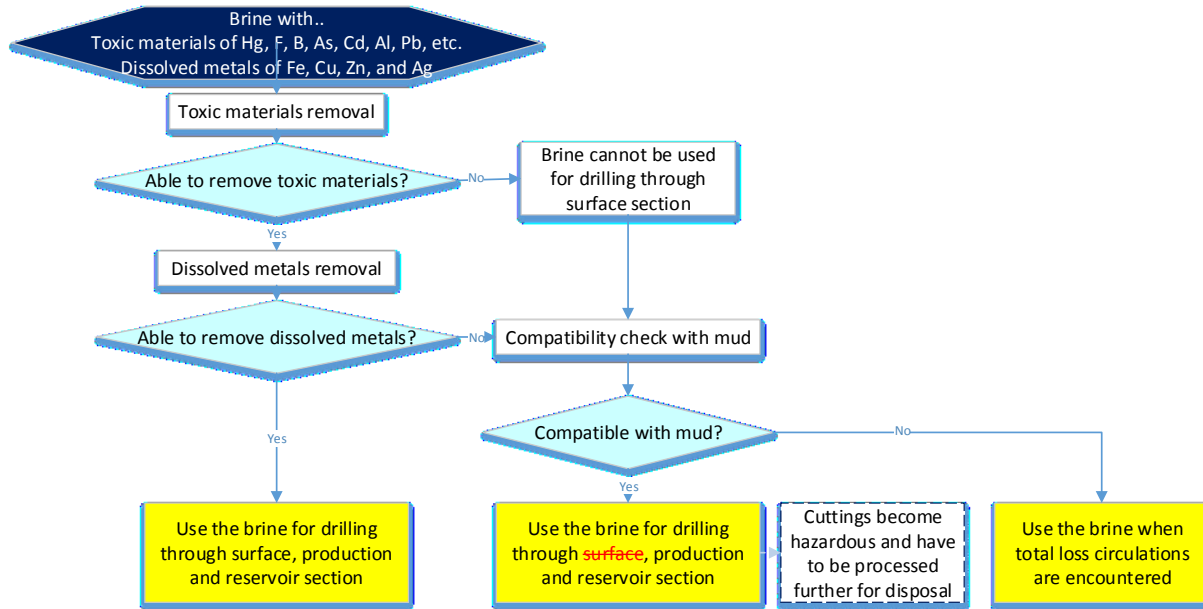 Brine with..
Toxic materials of Hg, F, B, As, Cd, Al, Pb, etc.
Dissolved metals of Fe, Cu, Zn, and Ag
Toxic materials removal
Able to remove toxic materials?
No
Brine cannot be used
for drilling through
surface section
Yes
Dissolved metals removal
Able to remove dissolved metals?
No
Compatibility check with mud
Yes
Compatible with mud?
No
Yes
Use the brine for drilling
through surface, production
and reservoir section
Use the brine for drilling
through surface, production
and reservoir section
Cuttings become
hazardous and have
to be processed
further for disposal
Use the brine when
total loss circulations
are encountered